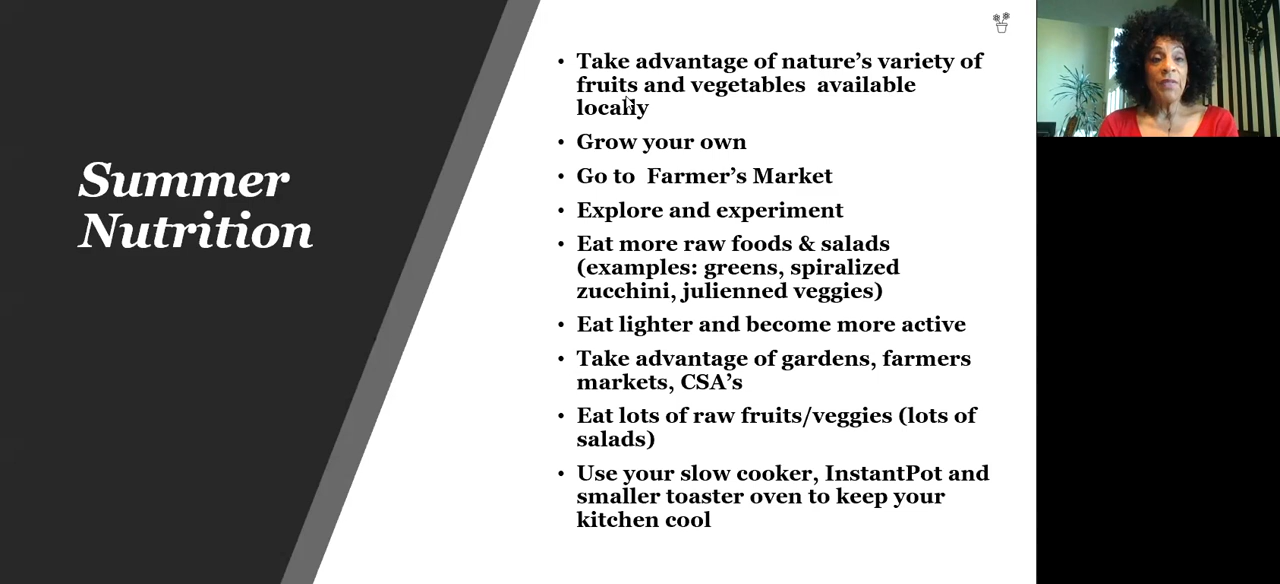 Summer
Nutrition
• Take advantage of nature's variety of
fruits and vegetables  available
locally
• Grow your own
• Go to  Farmer's Market
• Explore and experiment
• Eat more raw foods & salads
(examples: greens, spiralized
zucchini, julienned veggies)
• Eat lighter and become more active
• Take advantage of gardens, farmers
markets, CSA's
• Eat lots of raw fruits/veggies (lots of
salads)
• Use your slow cooker, InstantPot and
smaller toaster oven to keep your
kitchen cool